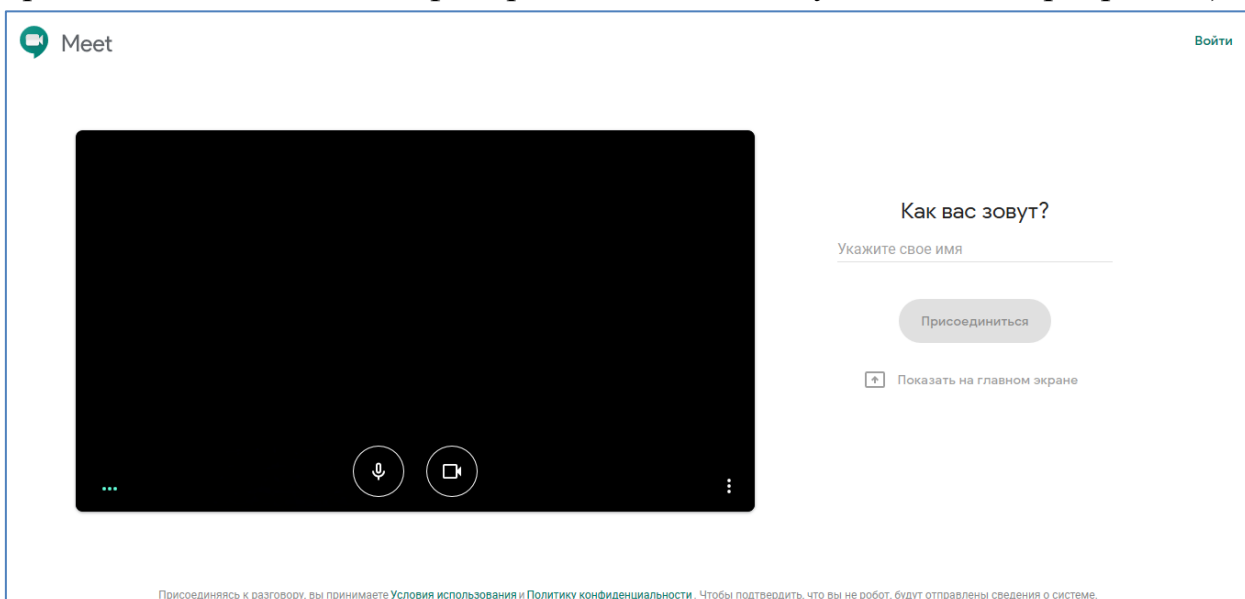 Meet
Войти
Как вас зовут?
Укажите свое имя
Присоединиться
Показать на главном экране
Присоединяясь к разговору, вы принимаете Условия использования и Политику конфиденциальности. Чтобы подтвердить, что вы не робот, будут отправлены сведения о системе.